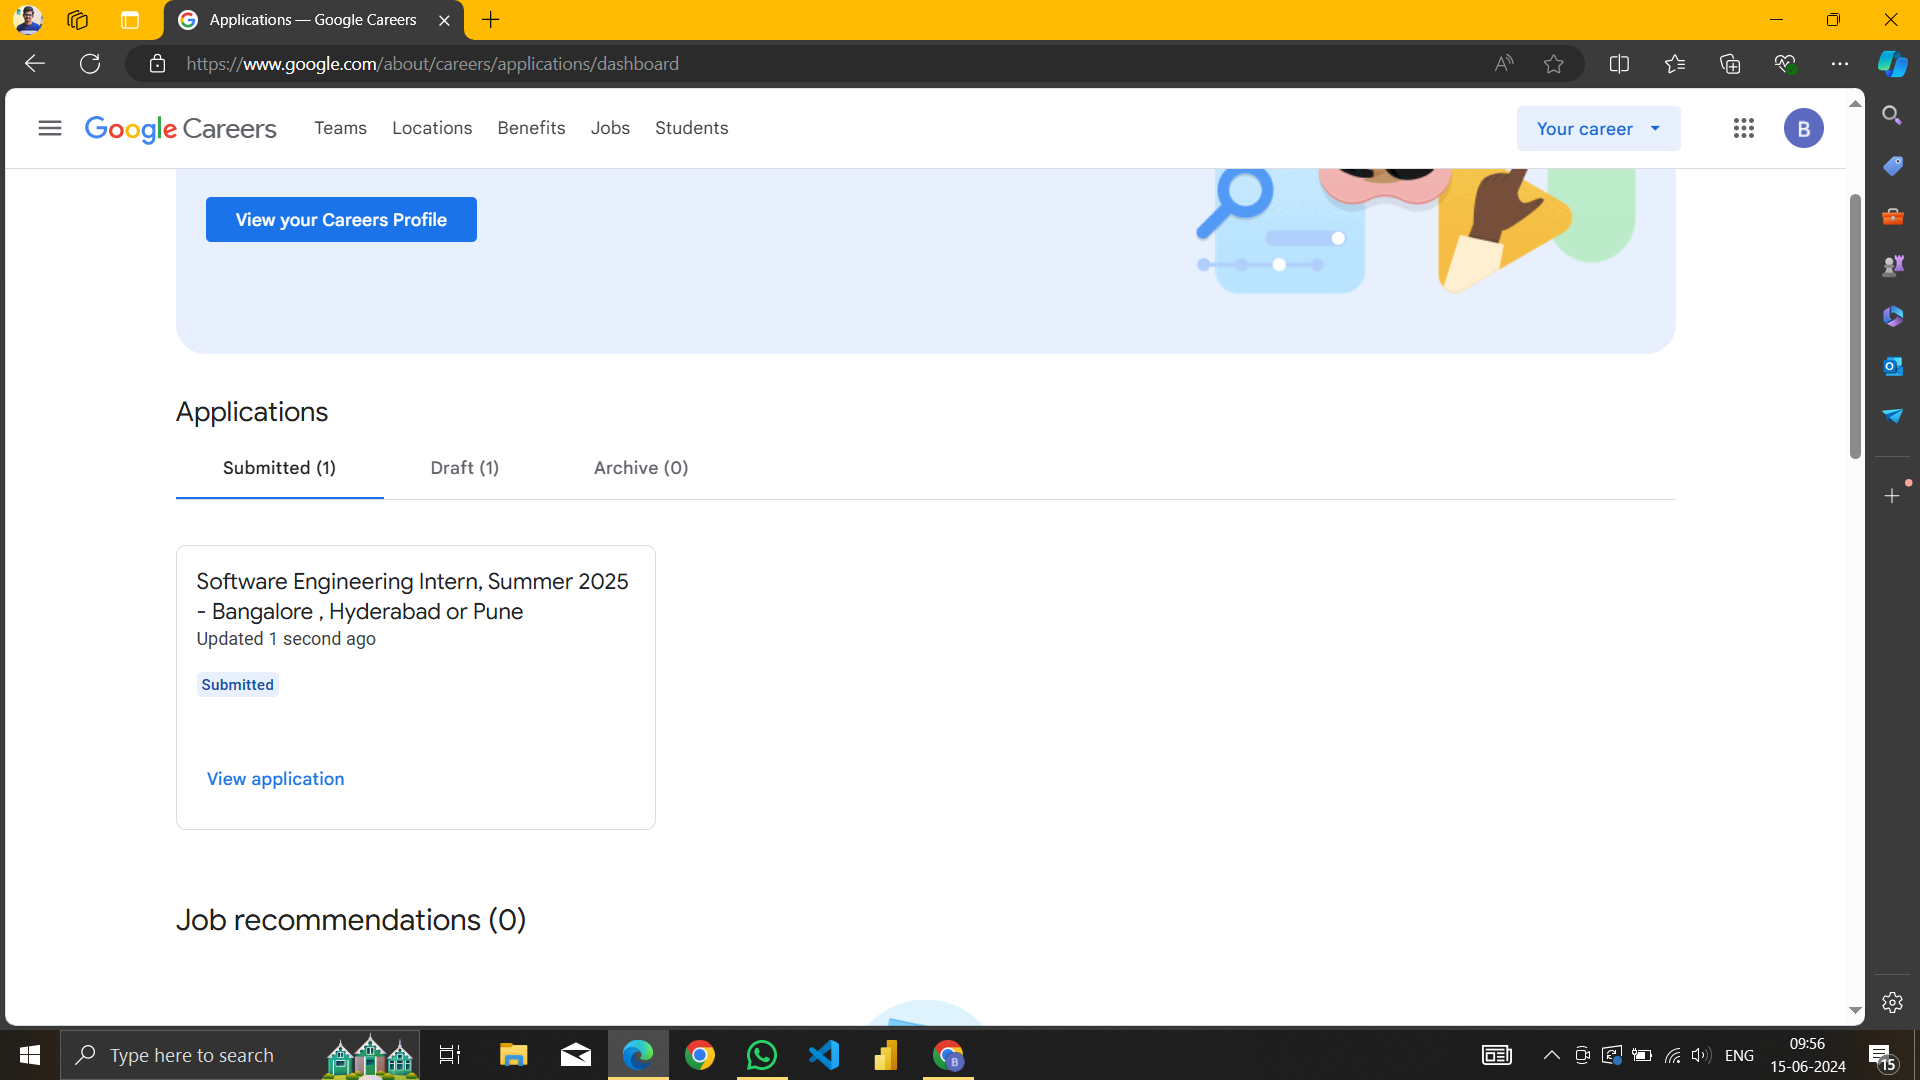 Applications — Google Careers
https://www.google.com/about/careers/applications/dashboard
Google Careers
Teams
Locations
Benefits
Jobs
Students
Your career
B
View your Careers Profile
Applications
Submitted (1)
Draft (1)
Archive (0)
Software Engineering Intern, Summer 2025
- Bangalore , Hyderabad or Pune
Updated 1 second ago
Submitted
View application
Job recommendations (0)
Type here to search
B
ENG
09:56
15-06-2024
15